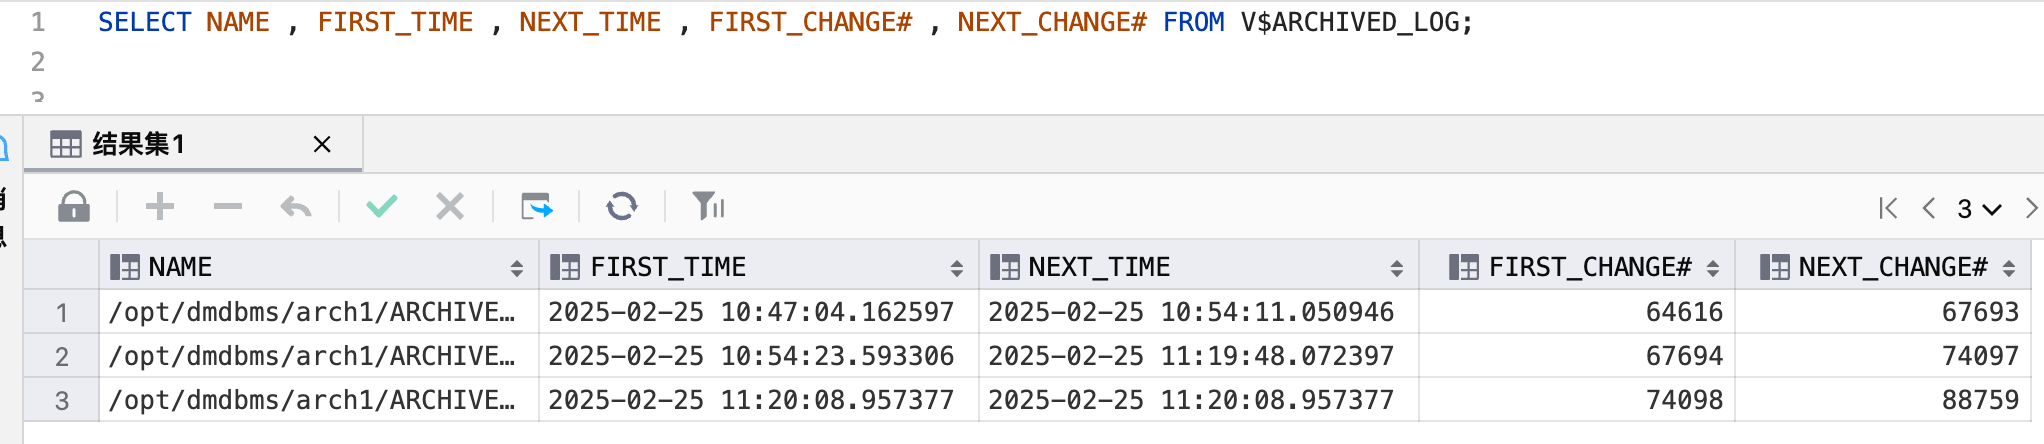 1 SELECT NAME , FIRST_TIME , NEXT_TIME , FIRST_CHANGE# , NEXT_CHANGE# FROM V$ARCHIVED_LOG;
2
3
结果集1
3
NAME FIRST_TIME NEXT_TIME FIRST_CHANGE# NEXT_CHANGE#
1 /opt/dmdbms/arch1/ARCHIVE… 2025-02-25 10:47:04.162597 2025-02-25 10:54:11.050946 64616 67693
2 /opt/dmdbms/arch1/ARCHIVE… 2025-02-25 10:54:23.593306 2025-02-25 11:19:48.072397 67694 74097
3 /opt/dmdbms/arch1/ARCHIVE… 2025-02-25 11:20:08.957377 2025-02-25 11:20:08.957377 74098 88759